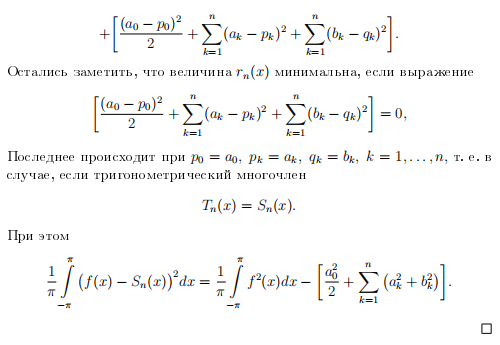 $+\left[\frac{(a_0-p_0)^2}{2}+\sum_{k=1}^{n}(a_k-p_k)^2+\sum_{k=1}^{n}(b_k-q_k)^2\right].$
Остались заметить, что величина $r_n(x)$ минимальна, если выражение
$\left[\frac{(a_0-p_0)^2}{2}+\sum_{k=1}^{n}(a_k-p_k)^2+\sum_{k=1}^{n}(b_k-q_k)^2\right]=0,$
Последнее происходит при $p_0=a_0,\ p_k=a_k,\ q_k=b_k,\ k=1,\ldots,n$, т. е. в
случае, если тригонометрический многочлен
$T_n(x)=S_n(x).$
При этом
$\frac{1}{\pi}\int\limits_{-\pi}^{\pi}\left(f(x)-S_n(x)\right)^2dx=\frac{1}{\pi}\int\limits_{-\pi}^{\pi}f^2(x)dx-\left[\frac{a_0^2}{2}+\sum_{k=1}^{n}\left(a_k^2+b_k^2\right)\right].$
□